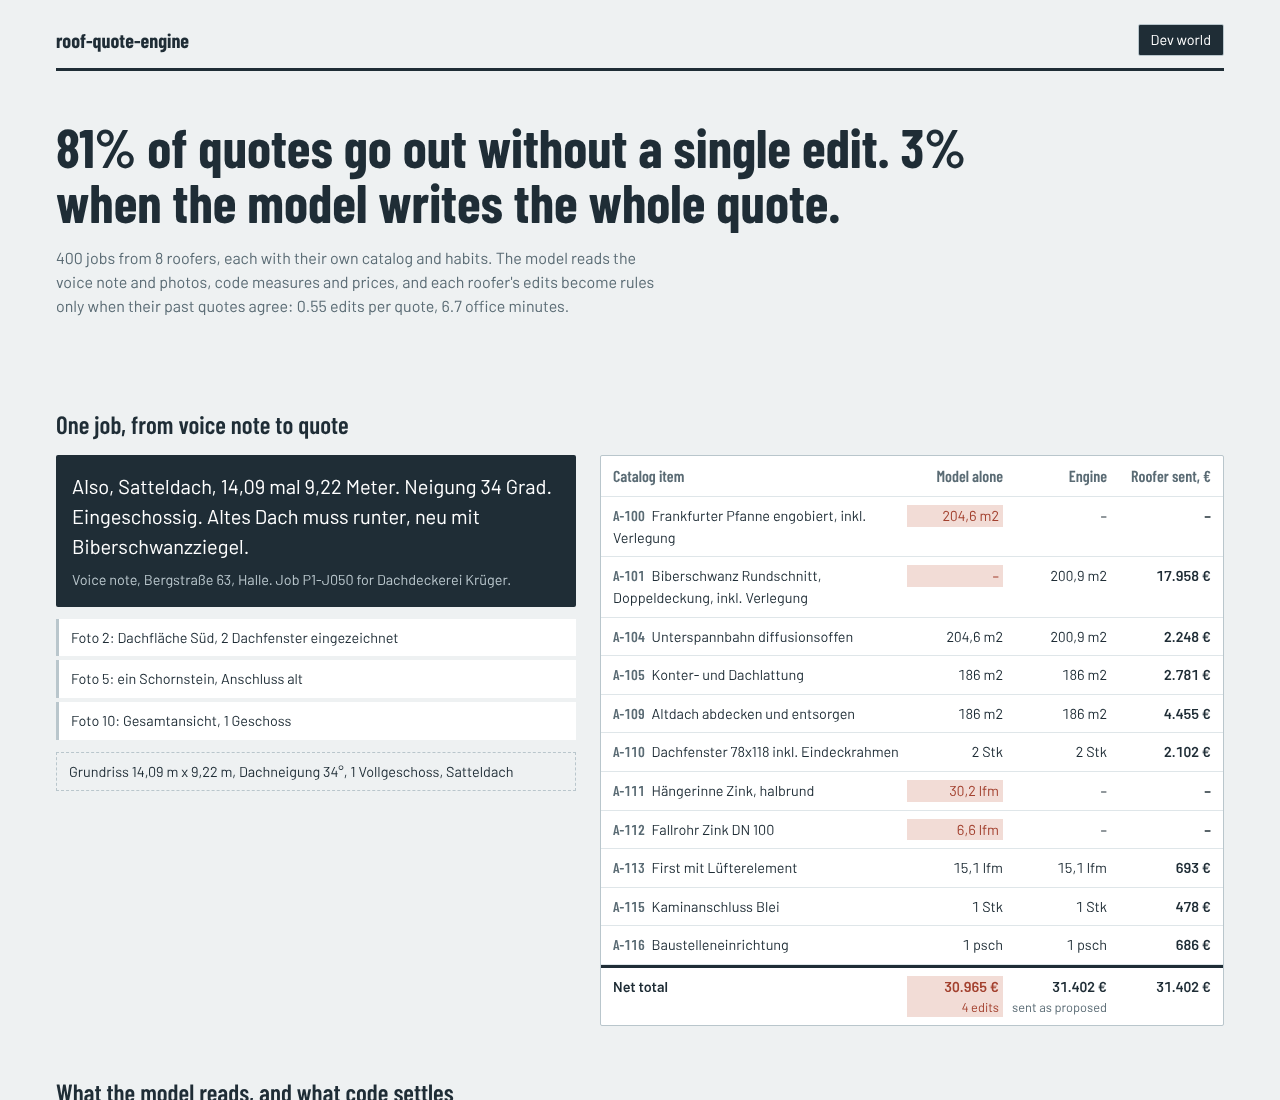 roof-quote-engine
Dev world
81% of quotes go out without a single edit. 3%
when the model writes the whole quote.
400 jobs from 8 roofers, each with their own catalog and habits. The model reads the
voice note and photos, code measures and prices, and each roofer's edits become rules
only when their past quotes agree: 0.55 edits per quote, 6.7 office minutes.
One job, from voice note to quote
Also, Satteldach, 14,09 mal 9,22 Meter. Neigung 34 Grad.
Eingeschossig. Altes Dach muss runter, neu mit
Biberschwanzziegel.
Voice note, Bergstraße 63, Halle. Job P1-J050 for Dachdeckerei Krüger.
Foto 2: Dachfläche Süd, 2 Dachfenster eingezeichnet
Foto 5: ein Schornstein, Anschluss alt
Foto 10: Gesamtansicht, 1 Geschoss
Grundriss 14,09 m x 9,22 m, Dachneigung 34°, 1 Vollgeschoss, Satteldach
Catalog item Model alone Engine Roofer sent, €
A-100 Frankfurter Pfanne engobiert, inkl. 204,6 m2 – –
Verlegung
A-101 Biberschwanz Rundschnitt, – 200,9 m2 17.958 €
Doppeldeckung, inkl. Verlegung
A-104 Unterspannbahn diffusionsoffen 204,6 m2 200,9 m2 2.248 €
A-105 Konter- und Dachlattung 186 m2 186 m2 2.781 €
A-109 Altdach abdecken und entsorgen 186 m2 186 m2 4.455 €
A-110 Dachfenster 78x118 inkl. Eindeckrahmen 2 Stk 2 Stk 2.102 €
A-111 Hängerinne Zink, halbrund 30,2 lfm – –
A-112 Fallrohr Zink DN 100 6,6 lfm – –
A-113 First mit Lüfterelement 15,1 lfm 15,1 lfm 693 €
A-115 Kaminanschluss Blei 1 Stk 1 Stk 478 €
A-116 Baustelleneinrichtung 1 psch 1 psch 686 €
Net total 30.965 € 31.402 € 31.402 €
4 edits sent as proposed
What the model reads, and what code settles